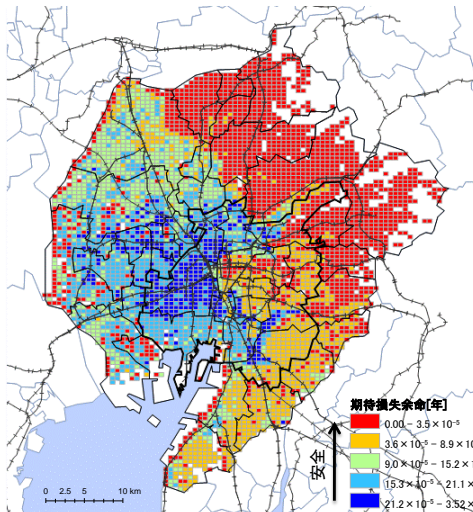 期待損失余命[年]
0.00 - 3.5×10⁻⁵
3.6×10⁻⁵ - 8.9×10
9.0×10⁻⁵ - 15.2×1
15.3×10⁻⁵ - 21.1×
21.2×10⁻⁵ - 3.52×
安全
0 2.5 5 10 km